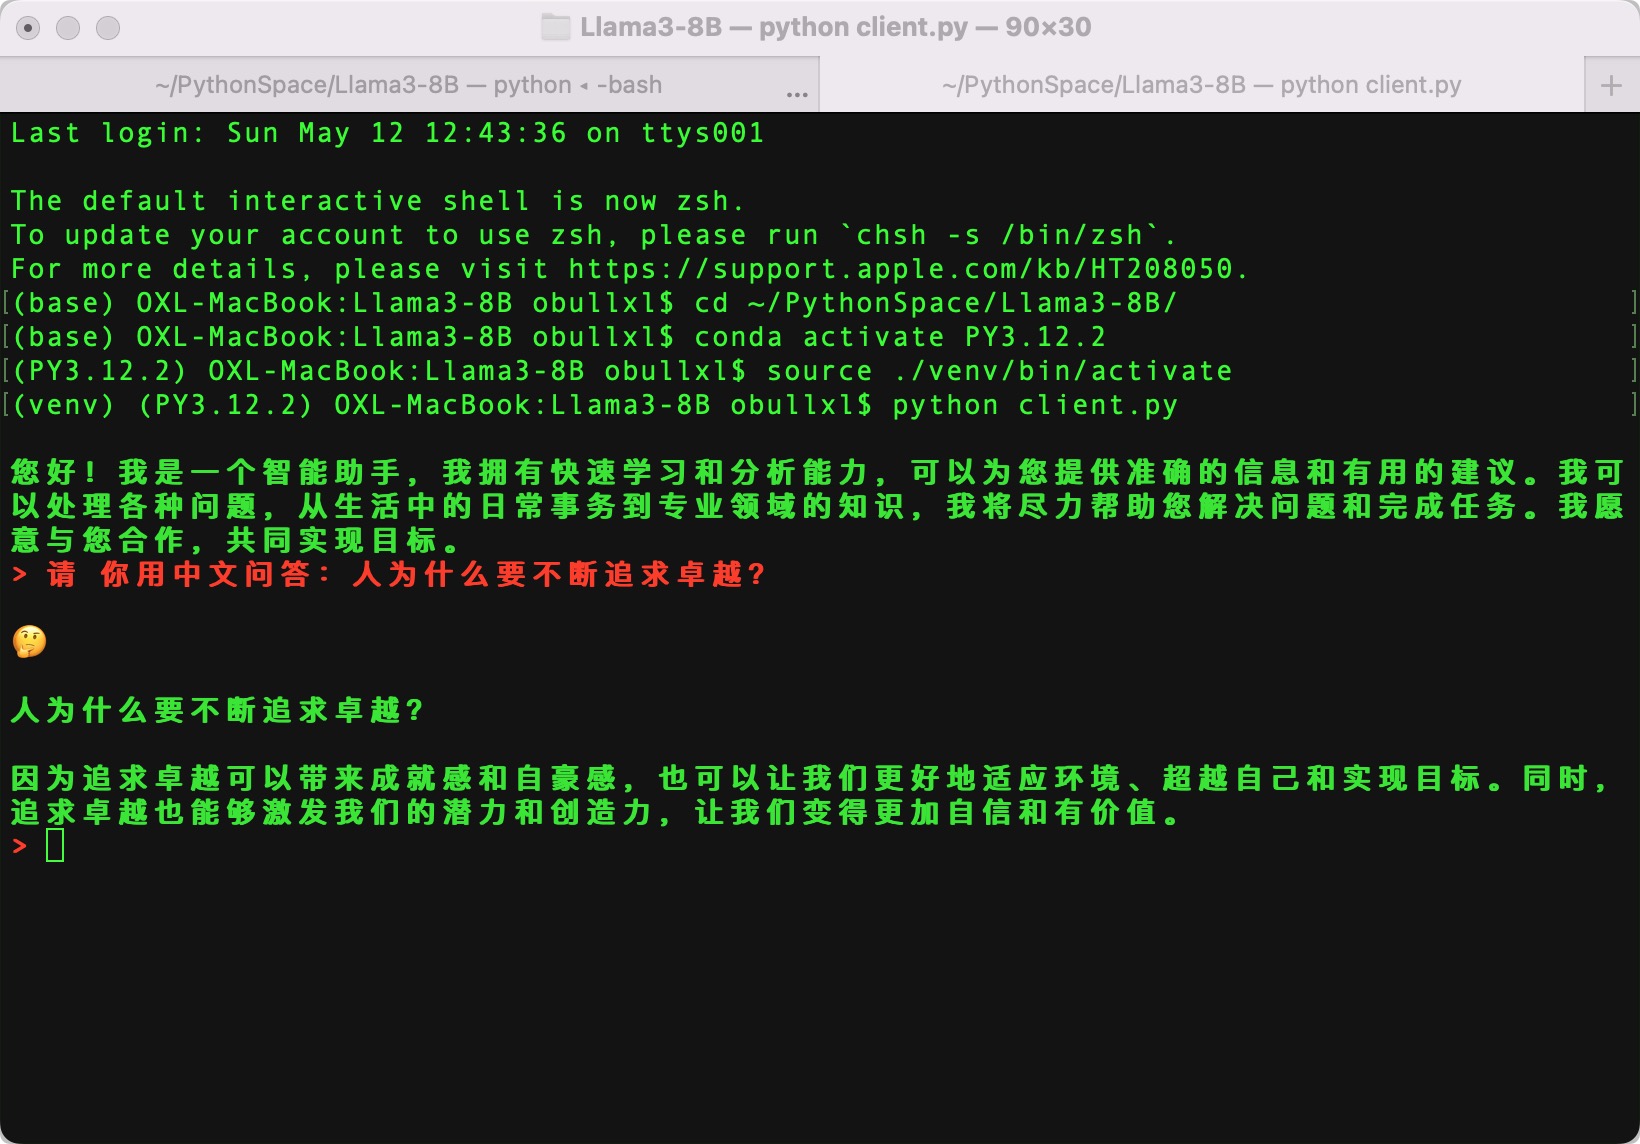 Llama3-8B — python client.py — 90×30
~/PythonSpace/Llama3-8B — python ◂ -bash ... ~/PythonSpace/Llama3-8B — python client.py +
Last login: Sun May 12 12:43:36 on ttys001
The default interactive shell is now zsh.
To update your account to use zsh, please run `chsh -s /bin/zsh`.
For more details, please visit https://support.apple.com/kb/HT208050.
[(base) OXL-MacBook:Llama3-8B obullxl$ cd ~/PythonSpace/Llama3-8B/ ]
[(base) OXL-MacBook:Llama3-8B obullxl$ conda activate PY3.12.2 ]
[(PY3.12.2) OXL-MacBook:Llama3-8B obullxl$ source ./venv/bin/activate ]
[(venv) (PY3.12.2) OXL-MacBook:Llama3-8B obullxl$ python client.py ]
您好！我是一个智能助手，我拥有快速学习和分析能力，可以为您提供准确的信息和有用的建议。我可
以处理各种问题，从生活中的日常事务到专业领域的知识，我将尽力帮助您解决问题和完成任务。我愿
意与您合作，共同实现目标。
> 请 你用中文问答：人为什么要不断追求卓越？
🤔
人为什么要不断追求卓越？
因为追求卓越可以带来成就感和自豪感，也可以让我们更好地适应环境、超越自己和实现目标。同时，
追求卓越也能够激发我们的潜力和创造力，让我们变得更加自信和有价值。
>